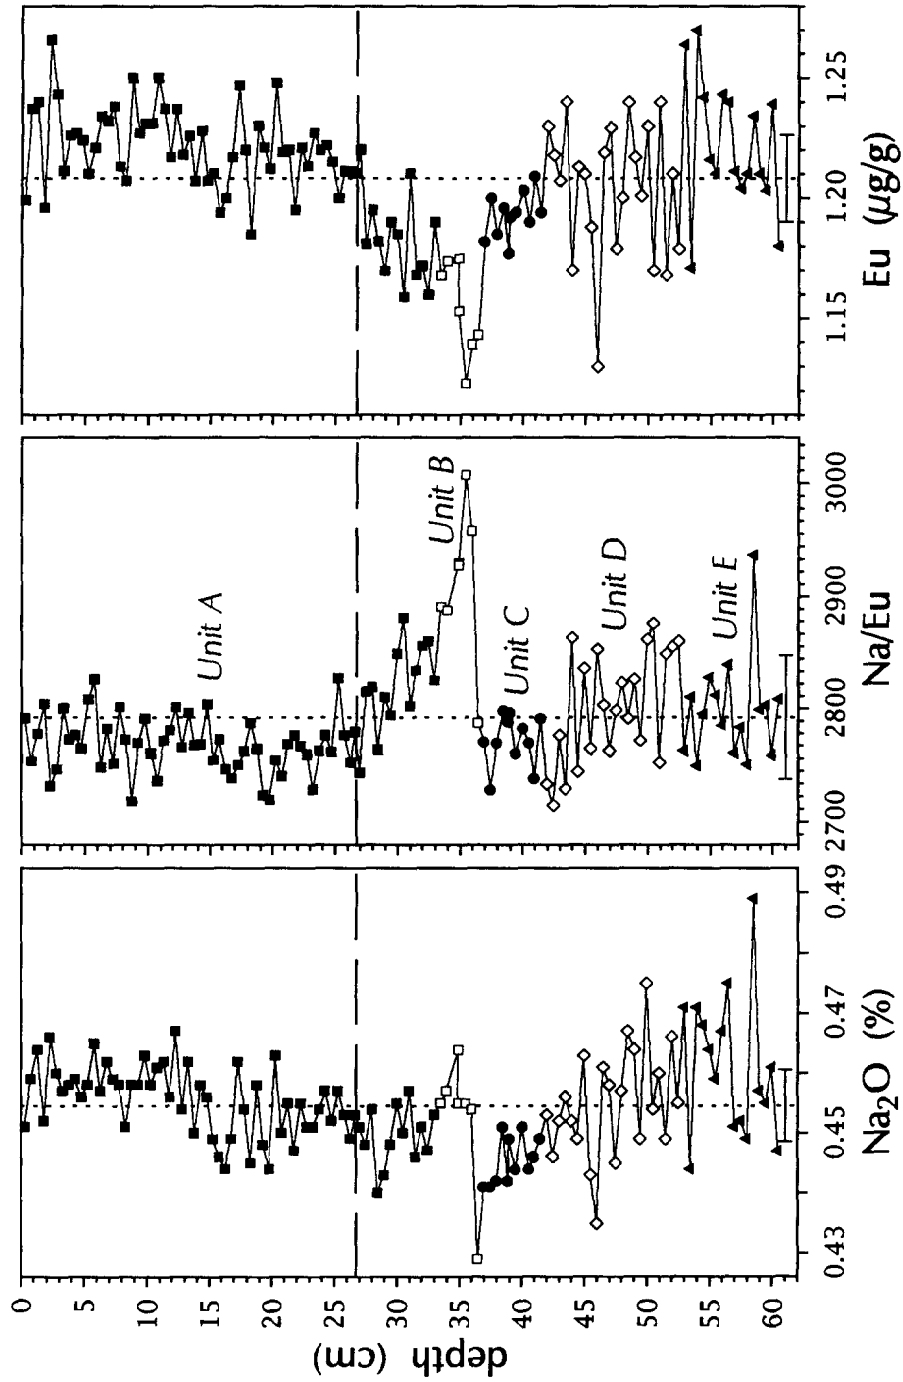 1.25
1.20
1.15
Eu (µg/g)
3000
2900
2800
2700
Na/Eu
Unit A
Unit B
Unit C
Unit D
Unit E
0.49
0.47
0.45
0.43
Na₂O (%)
0
5
10
15
20
25
30
35
40
45
50
55
60
depth (cm)